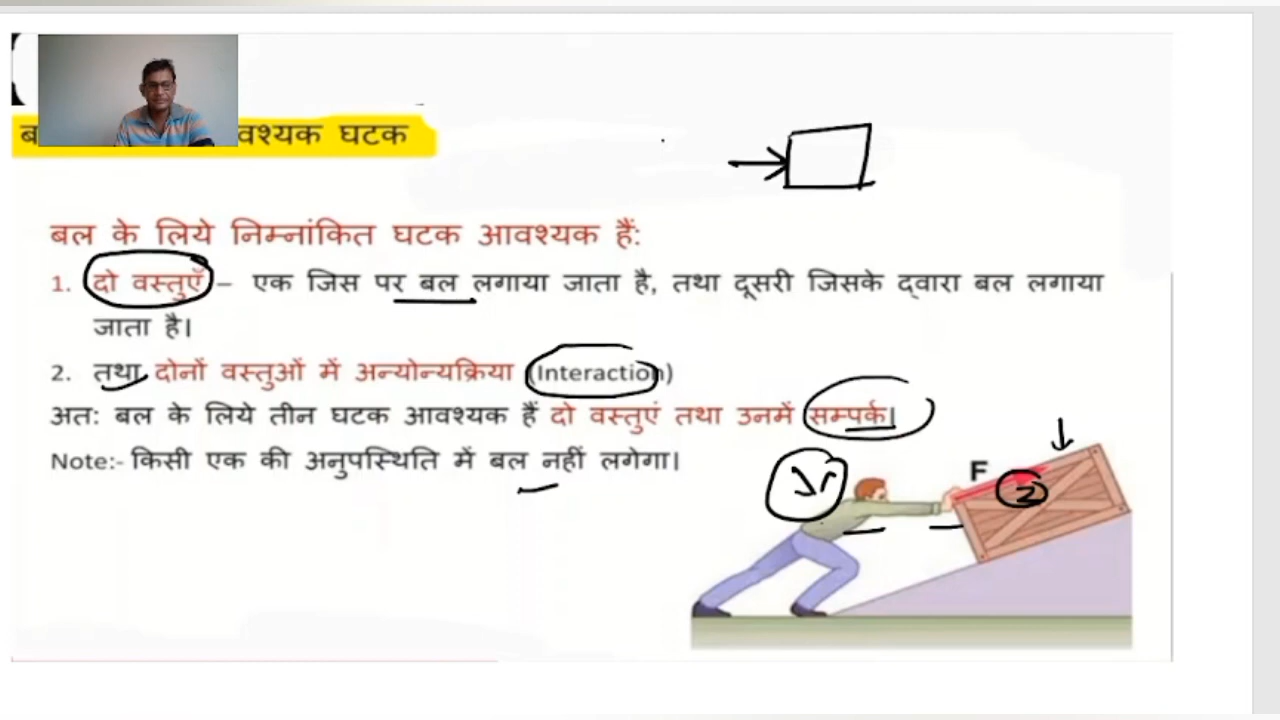 वश्यक घटक
बल के लिये निम्नांकित घटक आवश्यक हैं:
1. दो वस्तुएँ – एक जिस पर बल लगाया जाता है, तथा दूसरी जिसके द्वारा बल लगाया
जाता है।
2. तथा दोनों वस्तुओं में अन्योन्यक्रिया (Interaction)
अत: बल के लिये तीन घटक आवश्यक हैं दो वस्तुएं तथा उनमें सम्पर्क।
Note:- किसी एक की अनुपस्थिति में बल नहीं लगेगा।
F
2